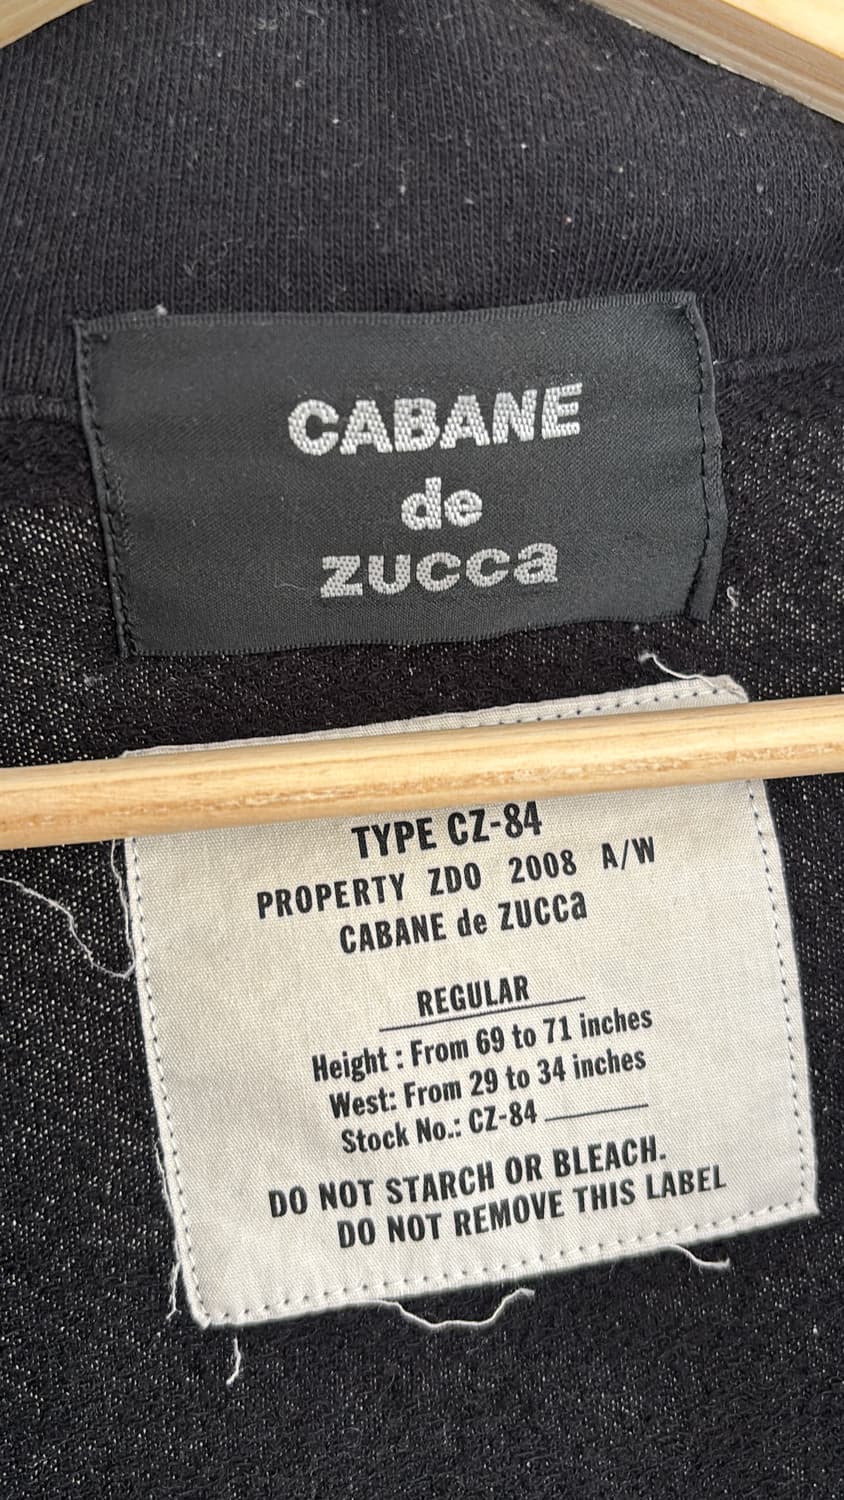 CABANE
de
ZUCCa
TYPE CZ-84
PROPERTY ZDO 2008 A/W
CABANE de ZUCCa
REGULAR
Height : From 69 to 71 inches
West: From 29 to 34 inches
Stock No.: CZ-84
DO NOT STARCH OR BLEACH.
DO NOT REMOVE THIS LABEL